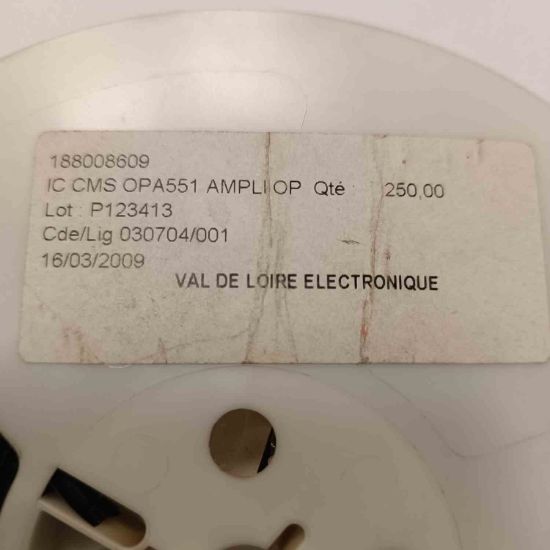 188008609
IC CMS OPA551 AMPLI OP Qté : 250,00
Lot : P123413
Cde/Lig 030704/001
16/03/2009
VAL DE LOIRE ELECTRONIQUE